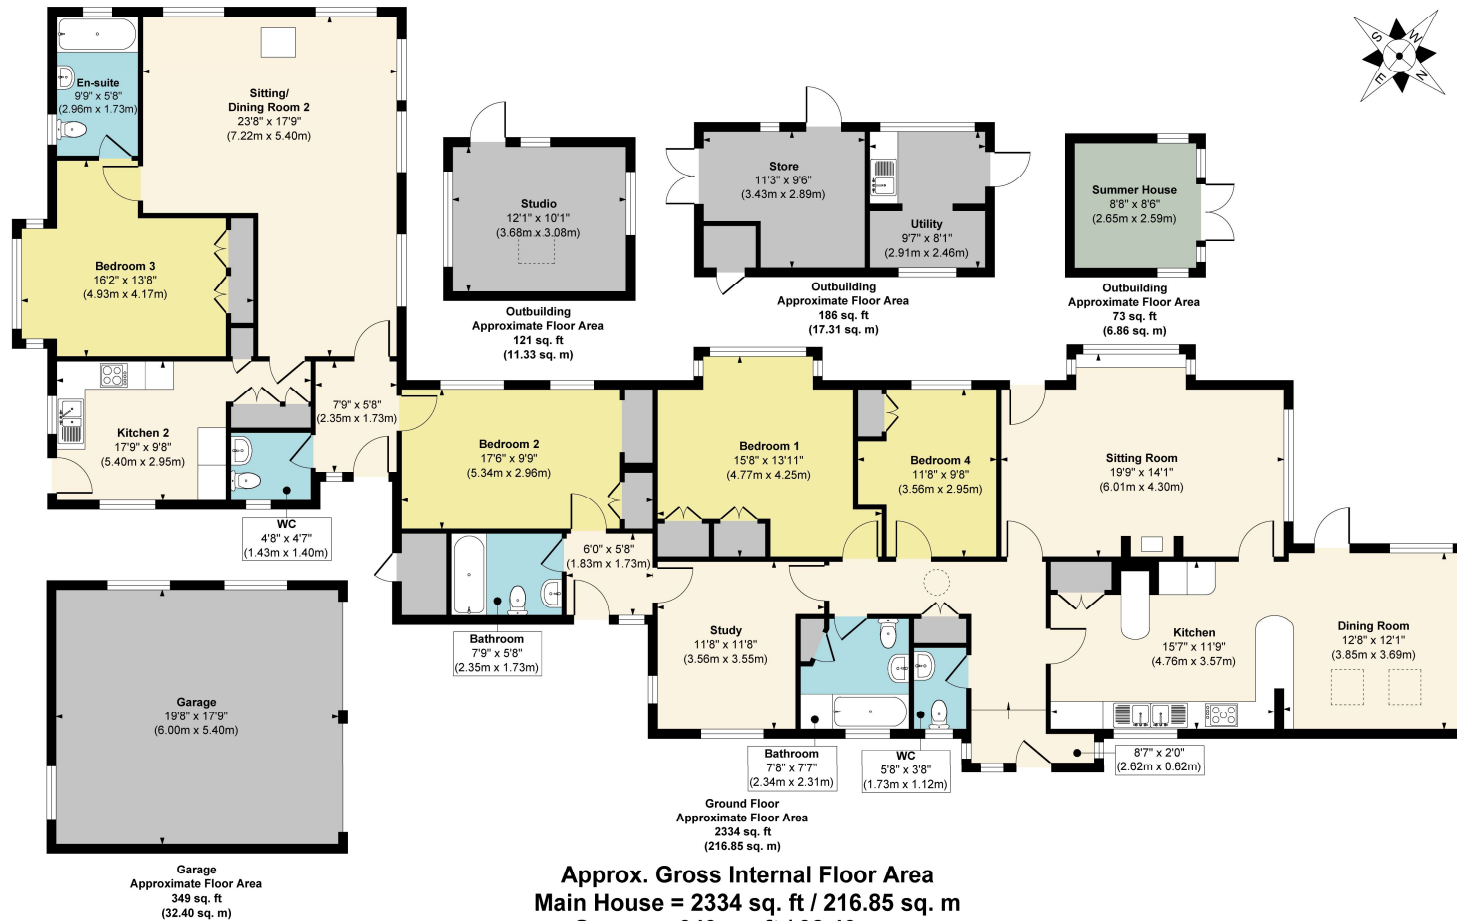 En-suite
9'9" x 5'8"
(2.96m x 1.73m)
Sitting/
Dining Room 2
23'8" x 17'9"
(7.22m x 5.40m)
Studio
12'1" x 10'1"
(3.68m x 3.08m)
Outbuilding
Approximate Floor Area
121 sq. ft
(11.33 sq. m)
Store
11'3" x 9'6"
(3.43m x 2.89m)
Utility
9'7" x 8'1"
(2.91m x 2.46m)
Outbuilding
Approximate Floor Area
186 sq. ft
(17.31 sq. m)
Summer House
8'8" x 8'6"
(2.65m x 2.59m)
Outbuilding
Approximate Floor Area
73 sq. ft
(6.86 sq. m)
S
W
E
N
Bedroom 3
16'2" x 13'8"
(4.93m x 4.17m)
Kitchen 2
17'9" x 9'8"
(5.40m x 2.95m)
7'9" x 5'8"
(2.35m x 1.73m)
WC
4'8" x 4'7"
(1.43m x 1.40m)
Bedroom 2
17'6" x 9'9"
(5.34m x 2.96m)
Bedroom 1
15'8" x 13'11"
(4.77m x 4.25m)
Bedroom 4
11'8" x 9'8"
(3.56m x 2.95m)
Sitting Room
19'9" x 14'1"
(6.01m x 4.30m)
6'0" x 5'8"
(1.83m x 1.73m)
Bathroom
7'9" x 5'8"
(2.35m x 1.73m)
Study
11'8" x 11'8"
(3.56m x 3.55m)
Kitchen
15'7" x 11'9"
(4.76m x 3.57m)
Dining Room
12'8" x 12'1"
(3.85m x 3.69m)
Garage
19'8" x 17'9"
(6.00m x 5.40m)
Bathroom
7'8" x 7'7"
(2.34m x 2.31m)
WC
5'8" x 3'8"
(1.73m x 1.12m)
8'7" x 2'0"
(2.62m x 0.62m)
Ground Floor
Approximate Floor Area
2334 sq. ft
(216.85 sq. m)
Garage
Approximate Floor Area
349 sq. ft
(32.40 sq. m)
Approx. Gross Internal Floor Area
Main House = 2334 sq. ft / 216.85 sq. m